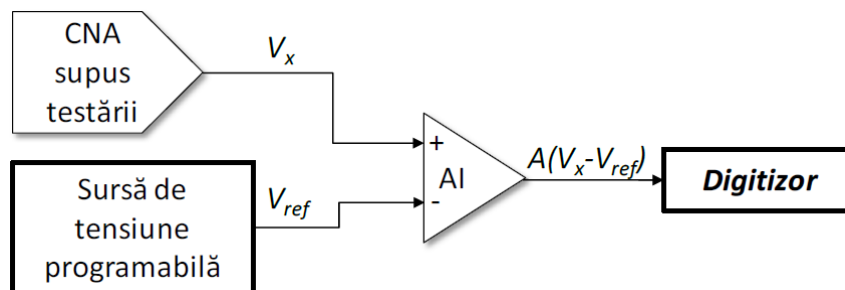 CNA
supus
testării
Vx
+
AI
-
A(Vx-Vref)
Digitizor
Sursă de
tensiune
programabilă
Vref